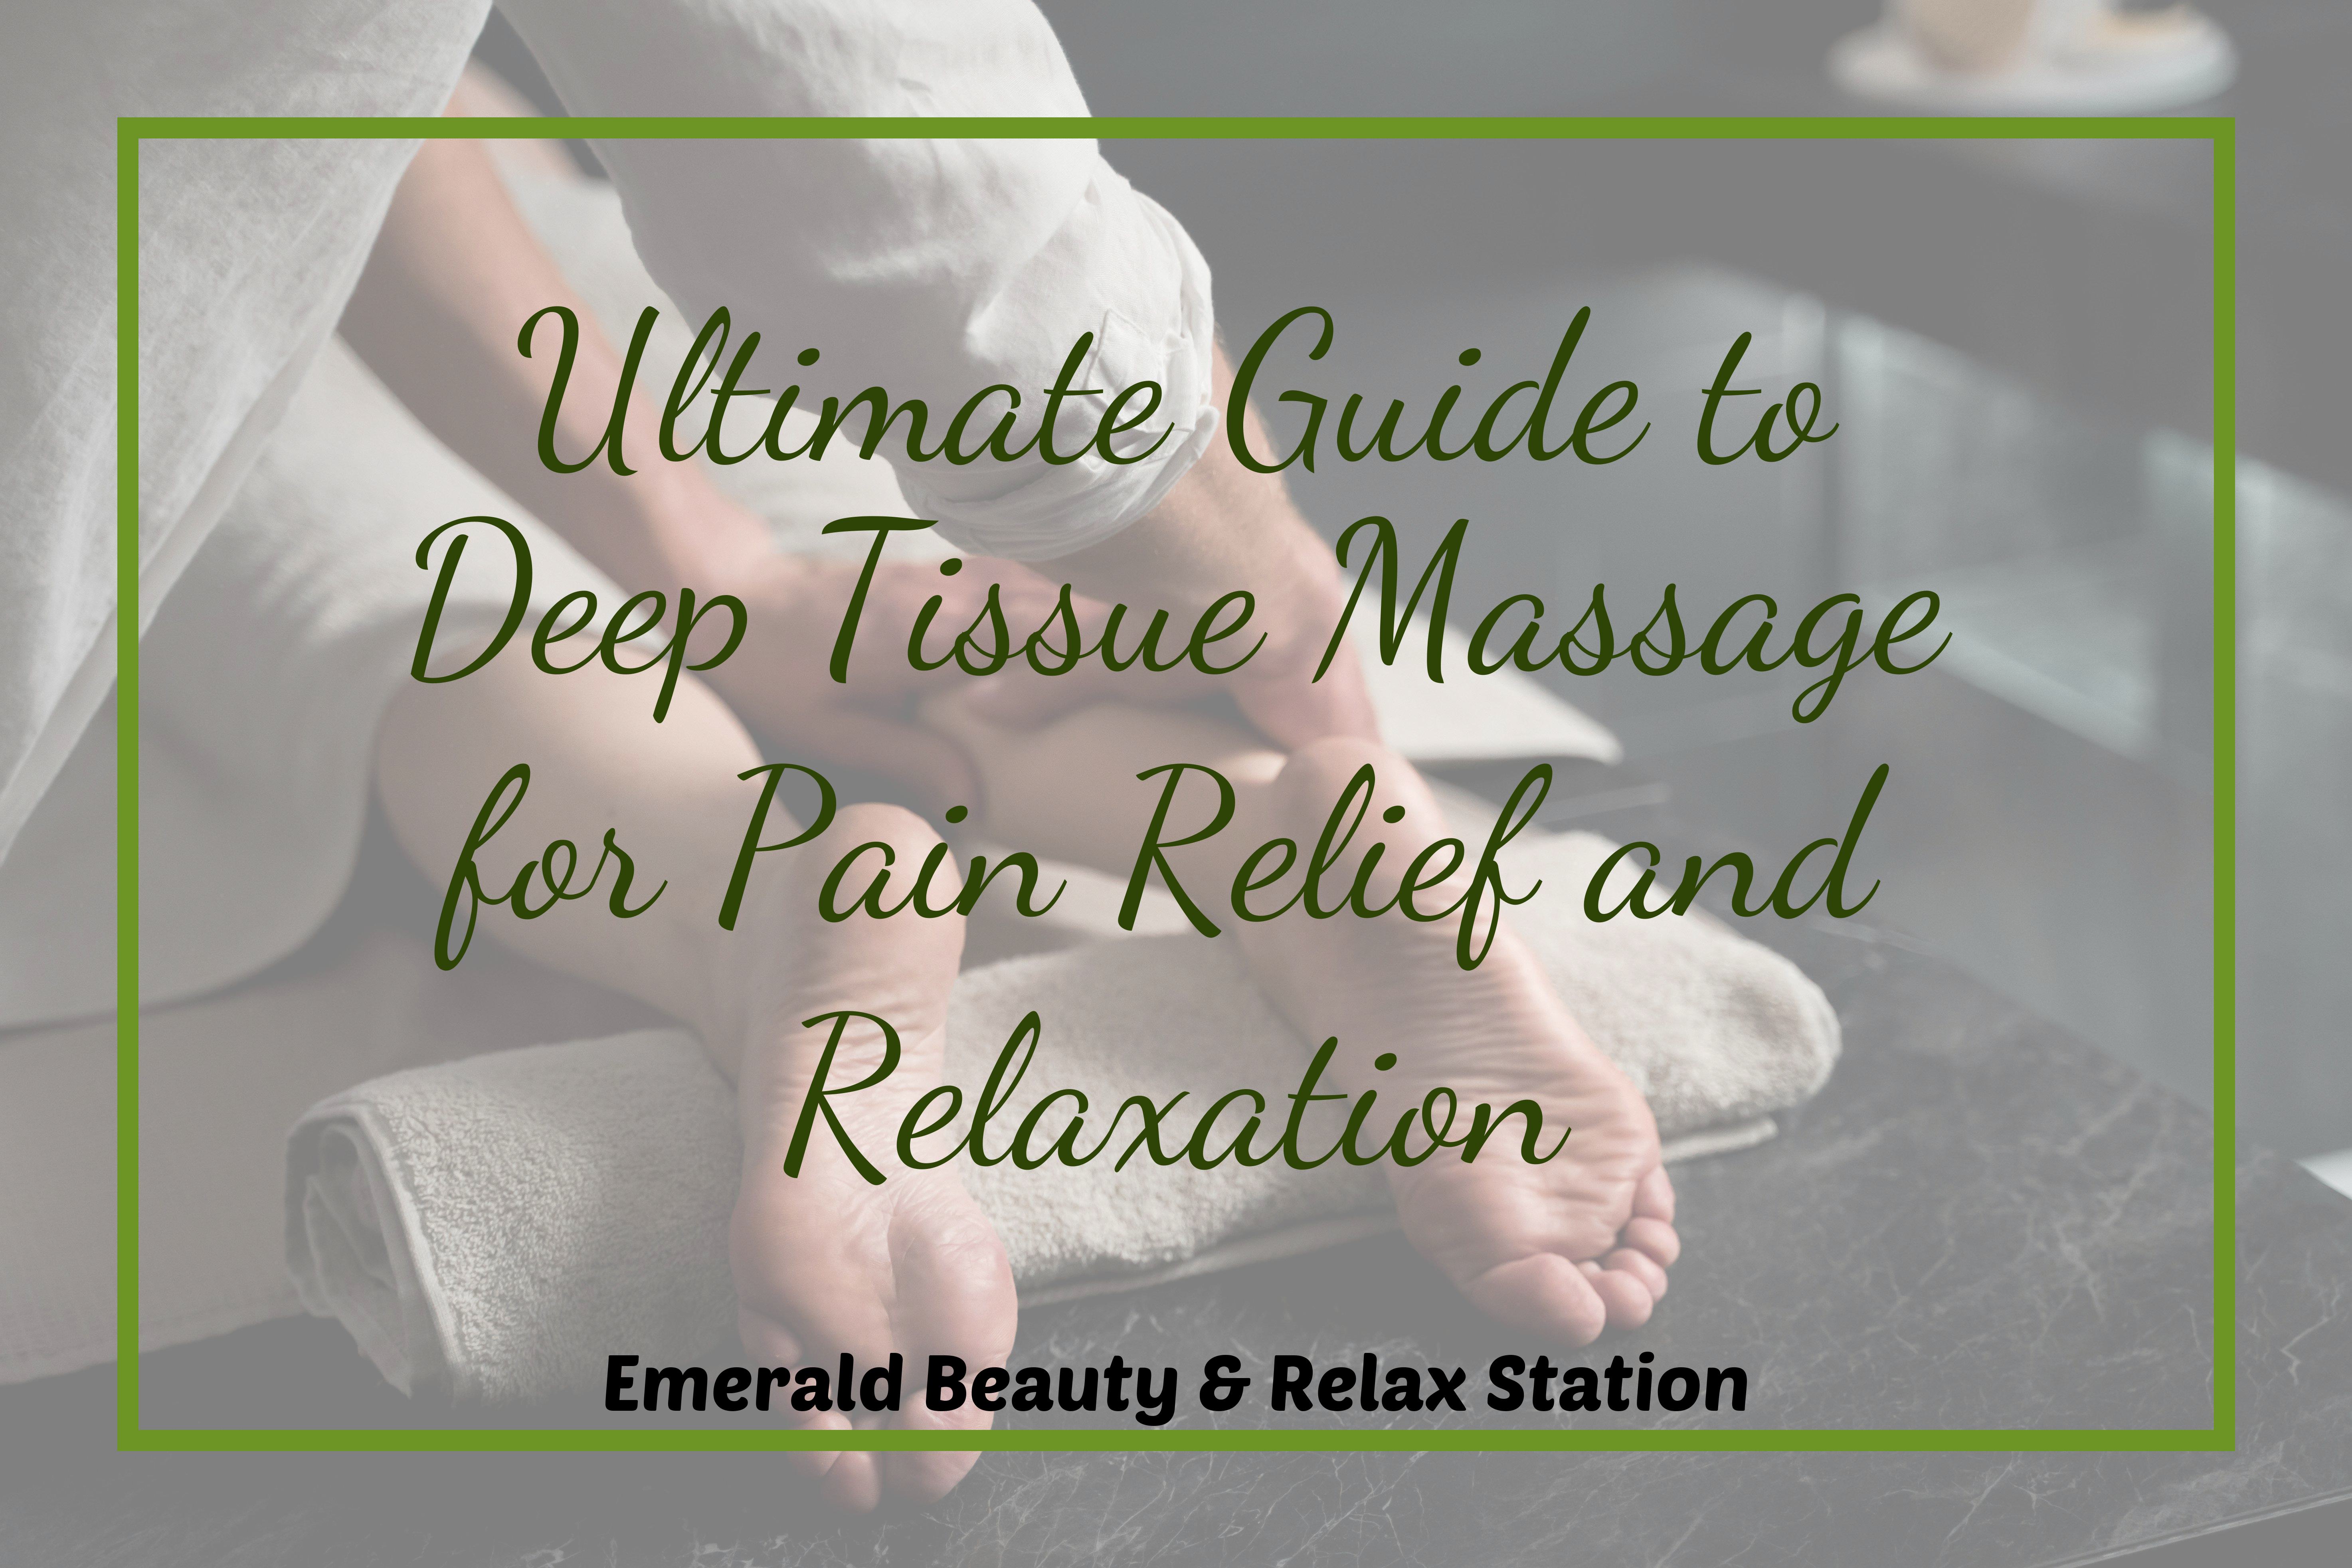 Ultimate Guide to
Deep Tissue Massage
for Pain Relief and
Relaxation
Emerald Beauty & Relax Station